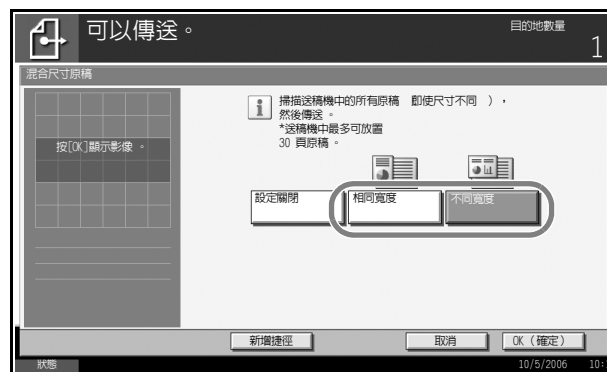 可以傳送。
目的地數量
1
混合尺寸原稿
按[OK]顯示影像。
掃描送稿機中的所有原稿 即使尺寸不同 ），
然後傳送。
*送稿機中最多可放置
30 頁原稿。
設定關閉
相同寬度
不同寬度
新增捷徑
取消
OK（確定）
狀態
10/5/2006